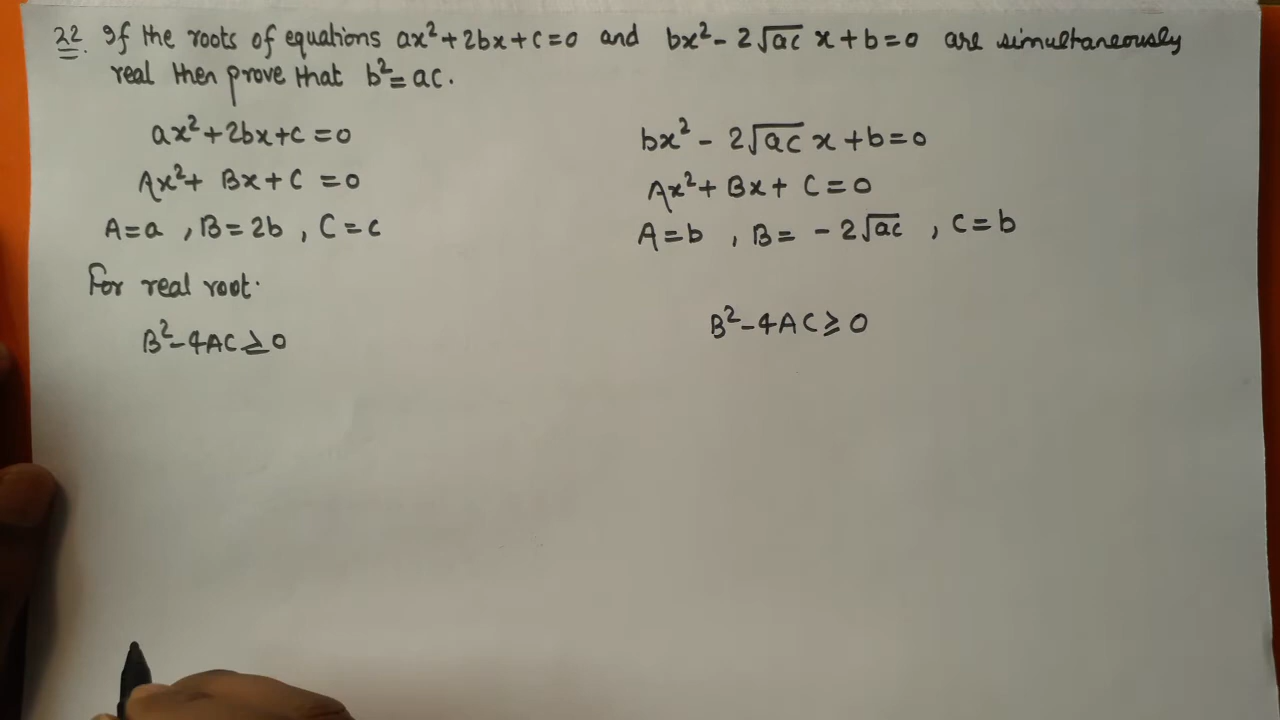 22. If the roots of equations ax²+2bx+c=0 and bx²-2√ac x+b=0 are simultaneously
real then prove that b²=ac.
ax²+2bx+c=0
Ax²+Bx+C=0
A=a, B=2b, C=c
For real root.
B²-4AC≥0
bx²-2√ac x+b=0
Ax²+Bx+C=0
A=b, B=-2√ac, C=b
B²-4AC≥0